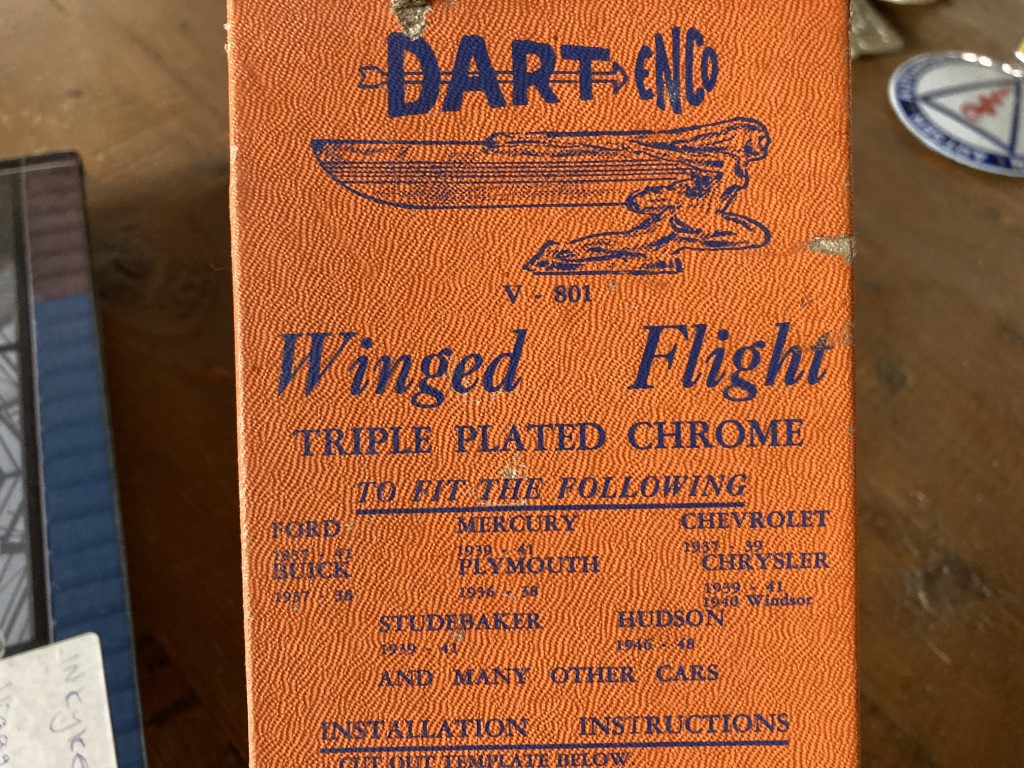 DART ENCO
V - 801
Winged Flight
TRIPLE PLATED CHROME
TO FIT THE FOLLOWING
FORD MERCURY CHEVROLET
1937 - 41 1939 - 41 1937 - 39
BUICK PLYMOUTH CHRYSLER
1937 - 38 1936 - 38 1939 - 41
1940 Windsor
STUDEBAKER HUDSON
1939 - 41 1946 - 48
AND MANY OTHER CARS
INSTALLATION INSTRUCTIONS
CUT OUT TEMPLATE BELOW.